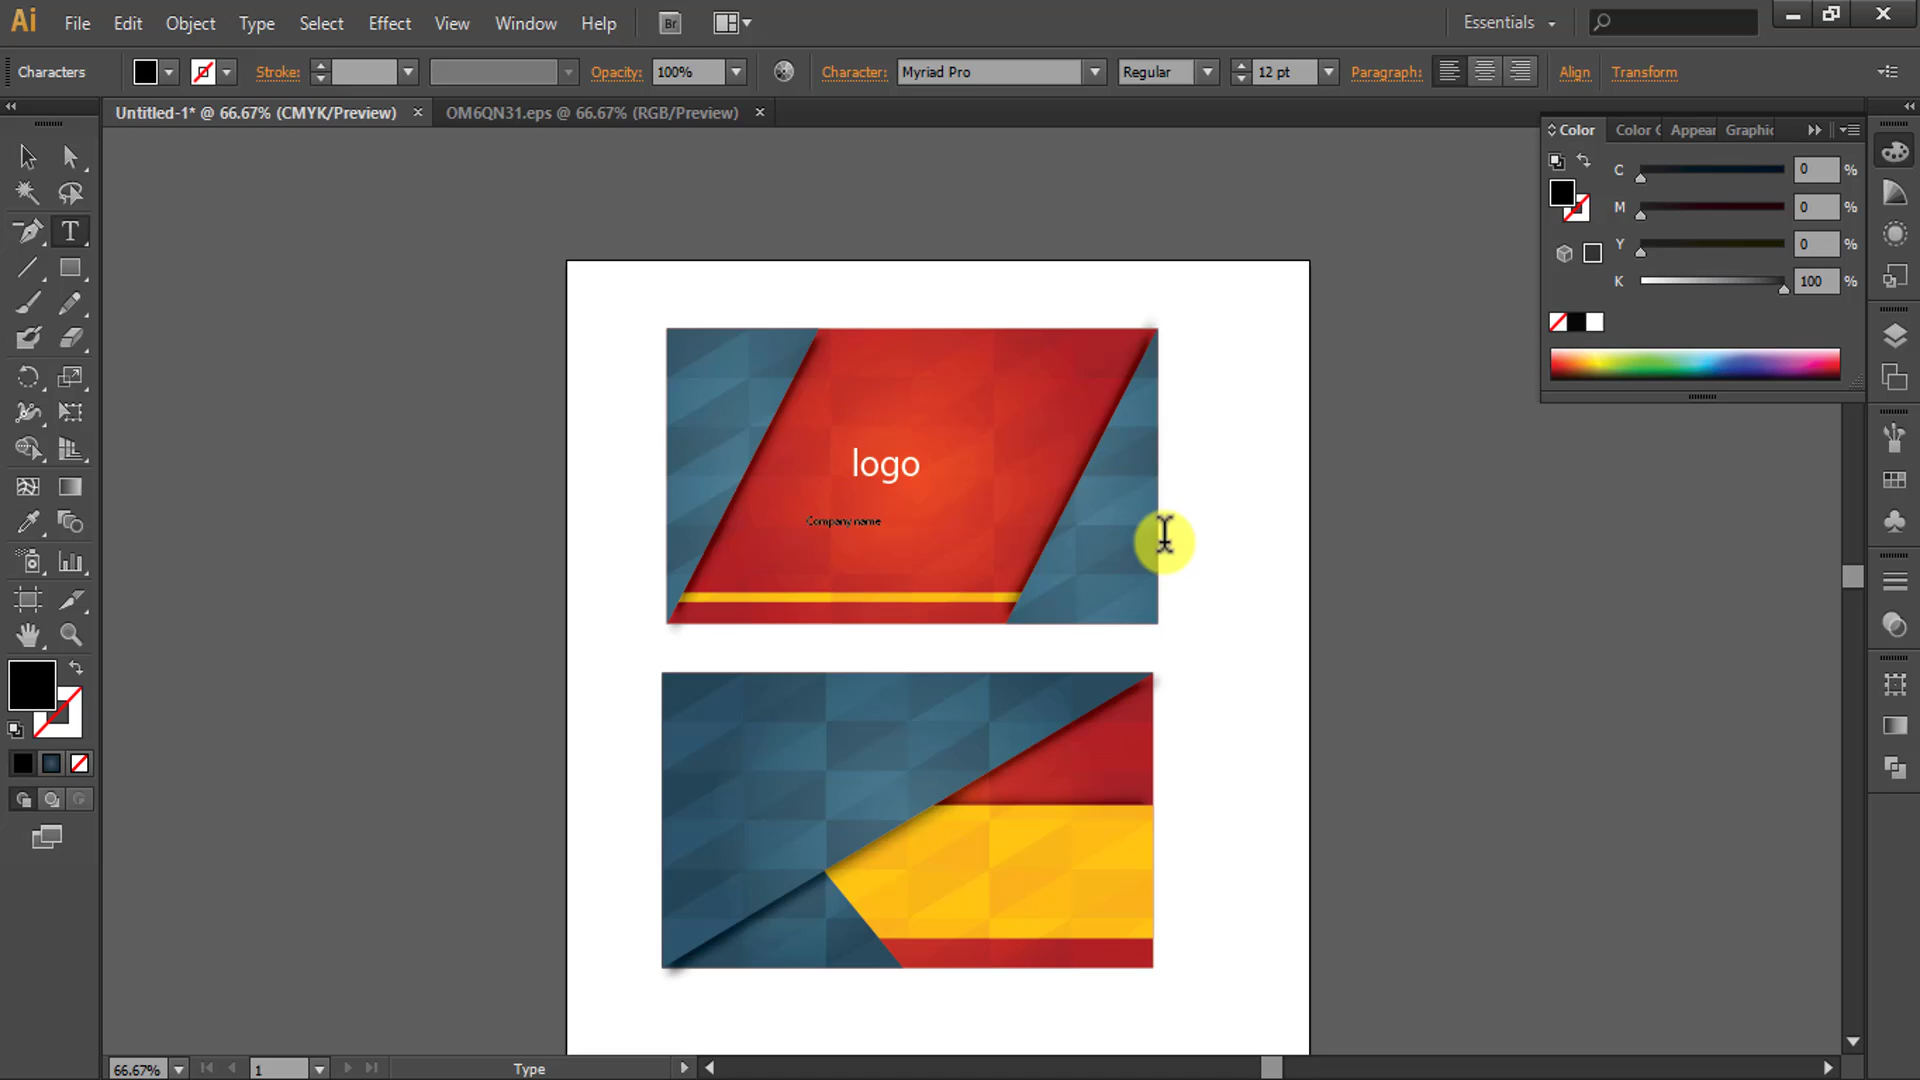 Ai File Edit Object Type Select Effect View Window Help Br Essentials
Characters Stroke: Opacity: 100% Character: Myriad Pro Regular 12 pt Paragraph: Align Transform
Untitled-1* @ 66.67% (CMYK/Preview) OM6QN31.eps @ 66.67% (RGB/Preview)
Color Color G Appear Graphic
C 0 %
M 0 %
Y 0 %
K 100 %
T
logo
Company name
66.67% 1 Type